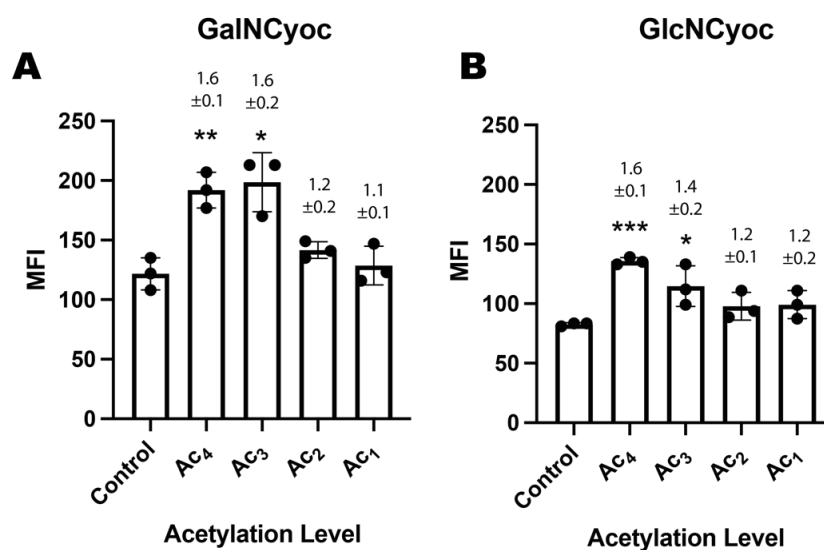 GalNCyoc
A
1.6
±0.1
**
1.6
±0.2
*
1.2
±0.2
1.1
±0.1
250
200
150
100
50
0
MFI
Control
Ac₄
Ac₃
Ac₂
Ac₁
Acetylation Level
GlcNCyoc
B
1.6
±0.1
***
1.4
±0.2
*
1.2
±0.1
1.2
±0.2
250
200
150
100
50
0
MFI
Control
Ac₄
Ac₃
Ac₂
Ac₁
Acetylation Level